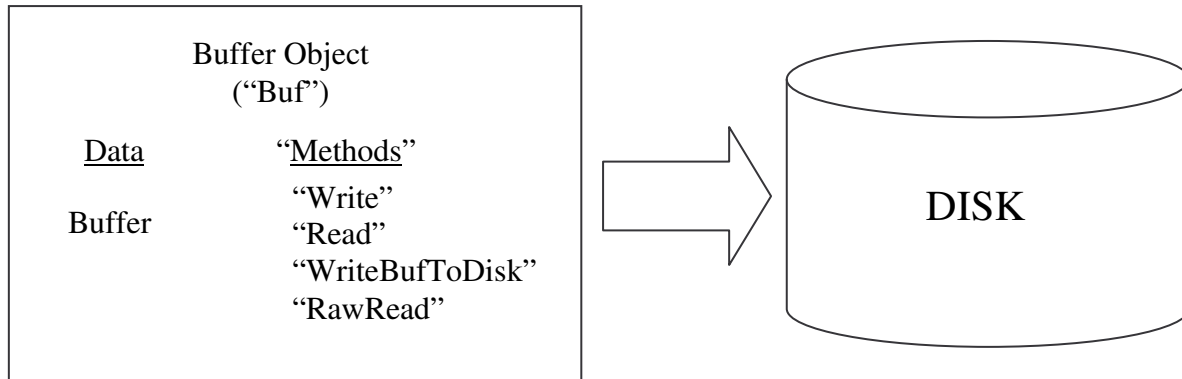 Buffer Object
(“Buf”)
Data “Methods”
“Write”
Buffer
“Read”
“WriteBufToDisk”
“RawRead”
DISK